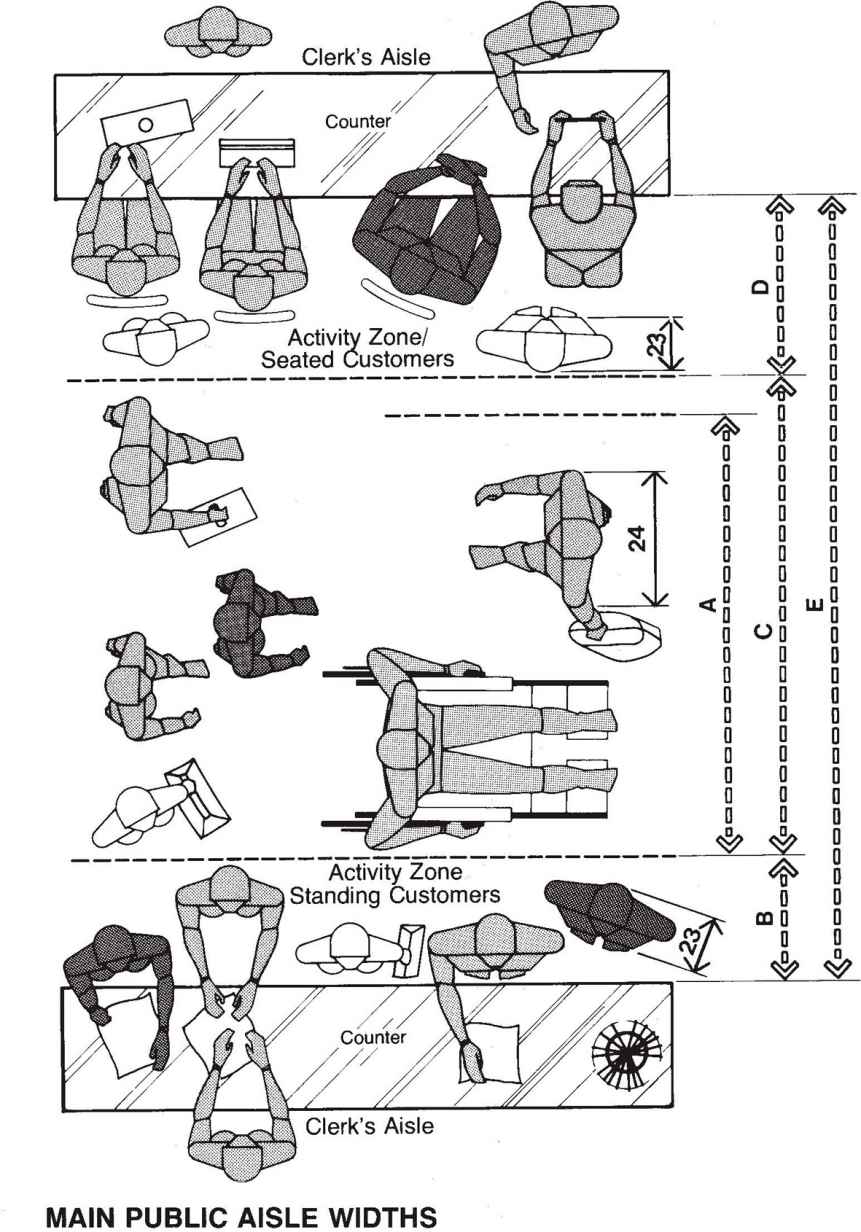 Clerk's Aisle
Counter
Activity Zone/
Seated Customers
23
D
24
A
C
E
Activity Zone
Standing Customers
B
23
Counter
Clerk's Aisle
MAIN PUBLIC AISLE WIDTHS